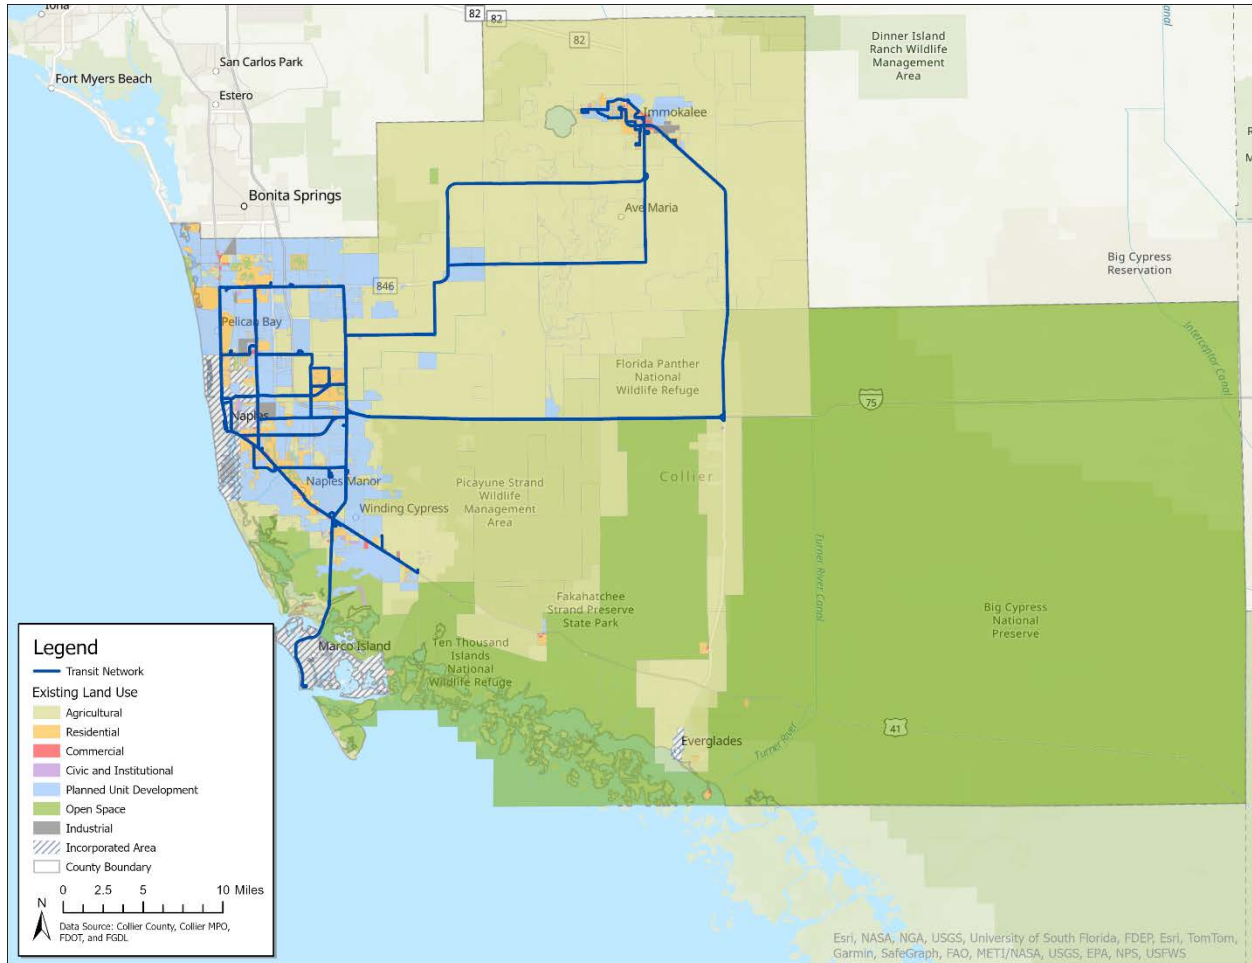 Iona
82
82
82
Dinner Island
Ranch Wildlife
Management
Area
San Carlos Park
Fort Myers Beach
Estero
Immokalee
Bonita Springs
Ave Maria
Big Cypress
Reservation
846
Pelican Bay
Interceptor Canal
Florida Panther
National
Wildlife Refuge
75
Naples
Collier
Naples Manor
Picayune Strand
Wildlife
Management
Area
Winding Cypress
Turner River Canal
Fakahatchee
Strand Preserve
State Park
Big Cypress
National
Preserve
Marco Island
Ten Thousand
Islands
National
Wildlife Refuge
41
Everglades
Turner River
Legend
Transit Network
Existing Land Use
Agricultural
Residential
Commercial
Civic and Institutional
Planned Unit Development
Open Space
Industrial
Incorporated Area
County Boundary
0 2.5 5 10 Miles
N
Data Source: Collier County, Collier MPO,
FDOT, and FGDL
Esri, NASA, NGA, USGS, University of South Florida, FDEP, Esri, TomTom,
Garmin, SafeGraph, FAO, METI/NASA, USGS, EPA, NPS, USFWS